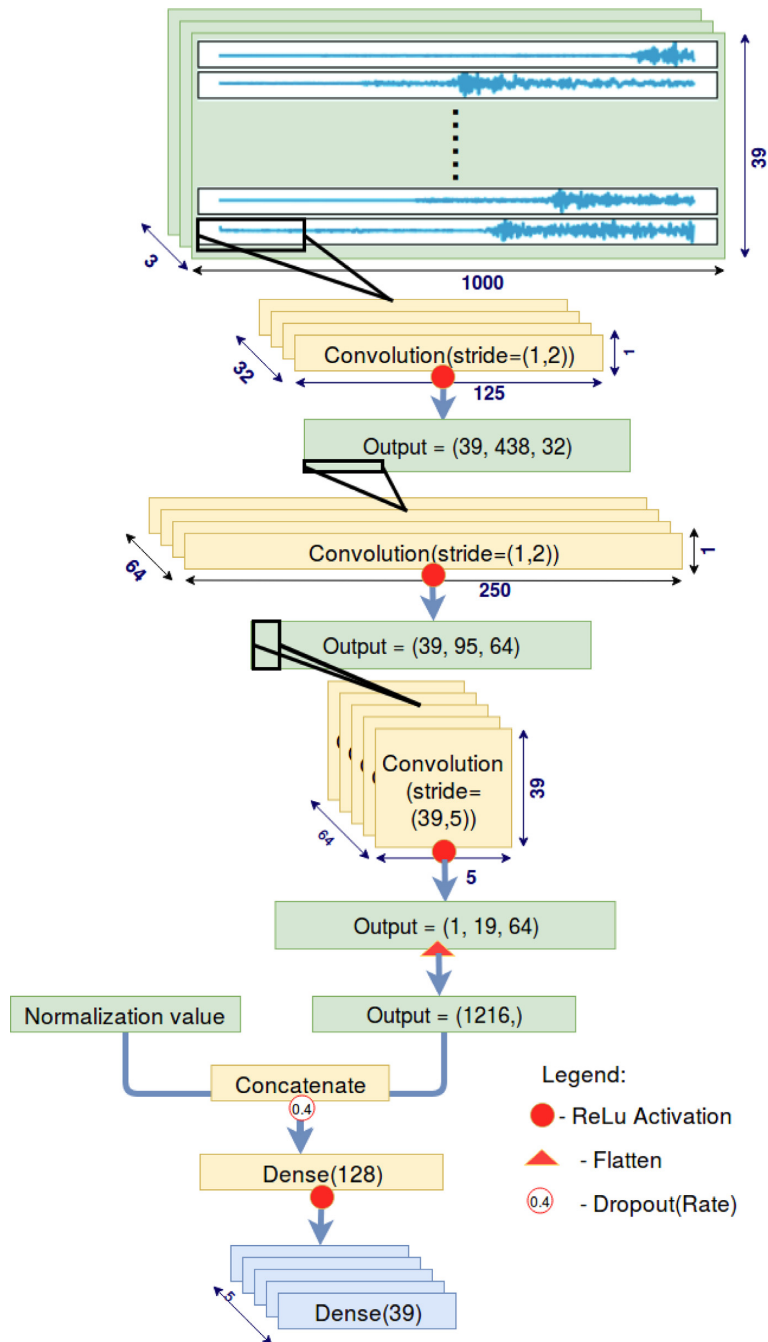 39
3
1000
Convolution(stride=(1,2))
1
32
125
Output = (39, 438, 32)
Convolution(stride=(1,2))
1
64
250
Output = (39, 95, 64)
Convolution
(stride=
(39,5))
39
64
5
Output = (1, 19, 64)
Normalization value
Output = (1216,)
Concatenate
0.4
Dense(128)
5
Dense(39)
Legend:
- ReLu Activation
- Flatten
0.4 - Dropout(Rate)